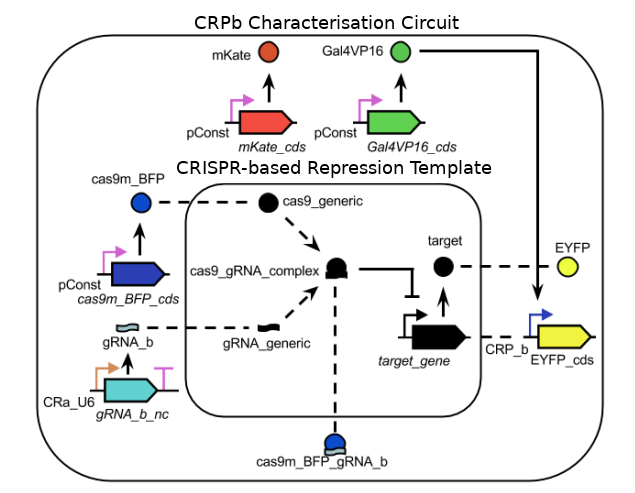 CRPb Characterisation Circuit
mKate
Gal4VP16
pConst
mKate_cds
pConst
Gal4VP16_cds
CRISPR-based Repression Template
cas9m_BFP
cas9_generic
target
EYFP
cas9_gRNA_complex
pConst
cas9m_BFP_cds
gRNA_b
gRNA_generic
target_gene
CRP_b
EYFP_cds
CRa_U6
gRNA_b_nc
cas9m_BFP_gRNA_b